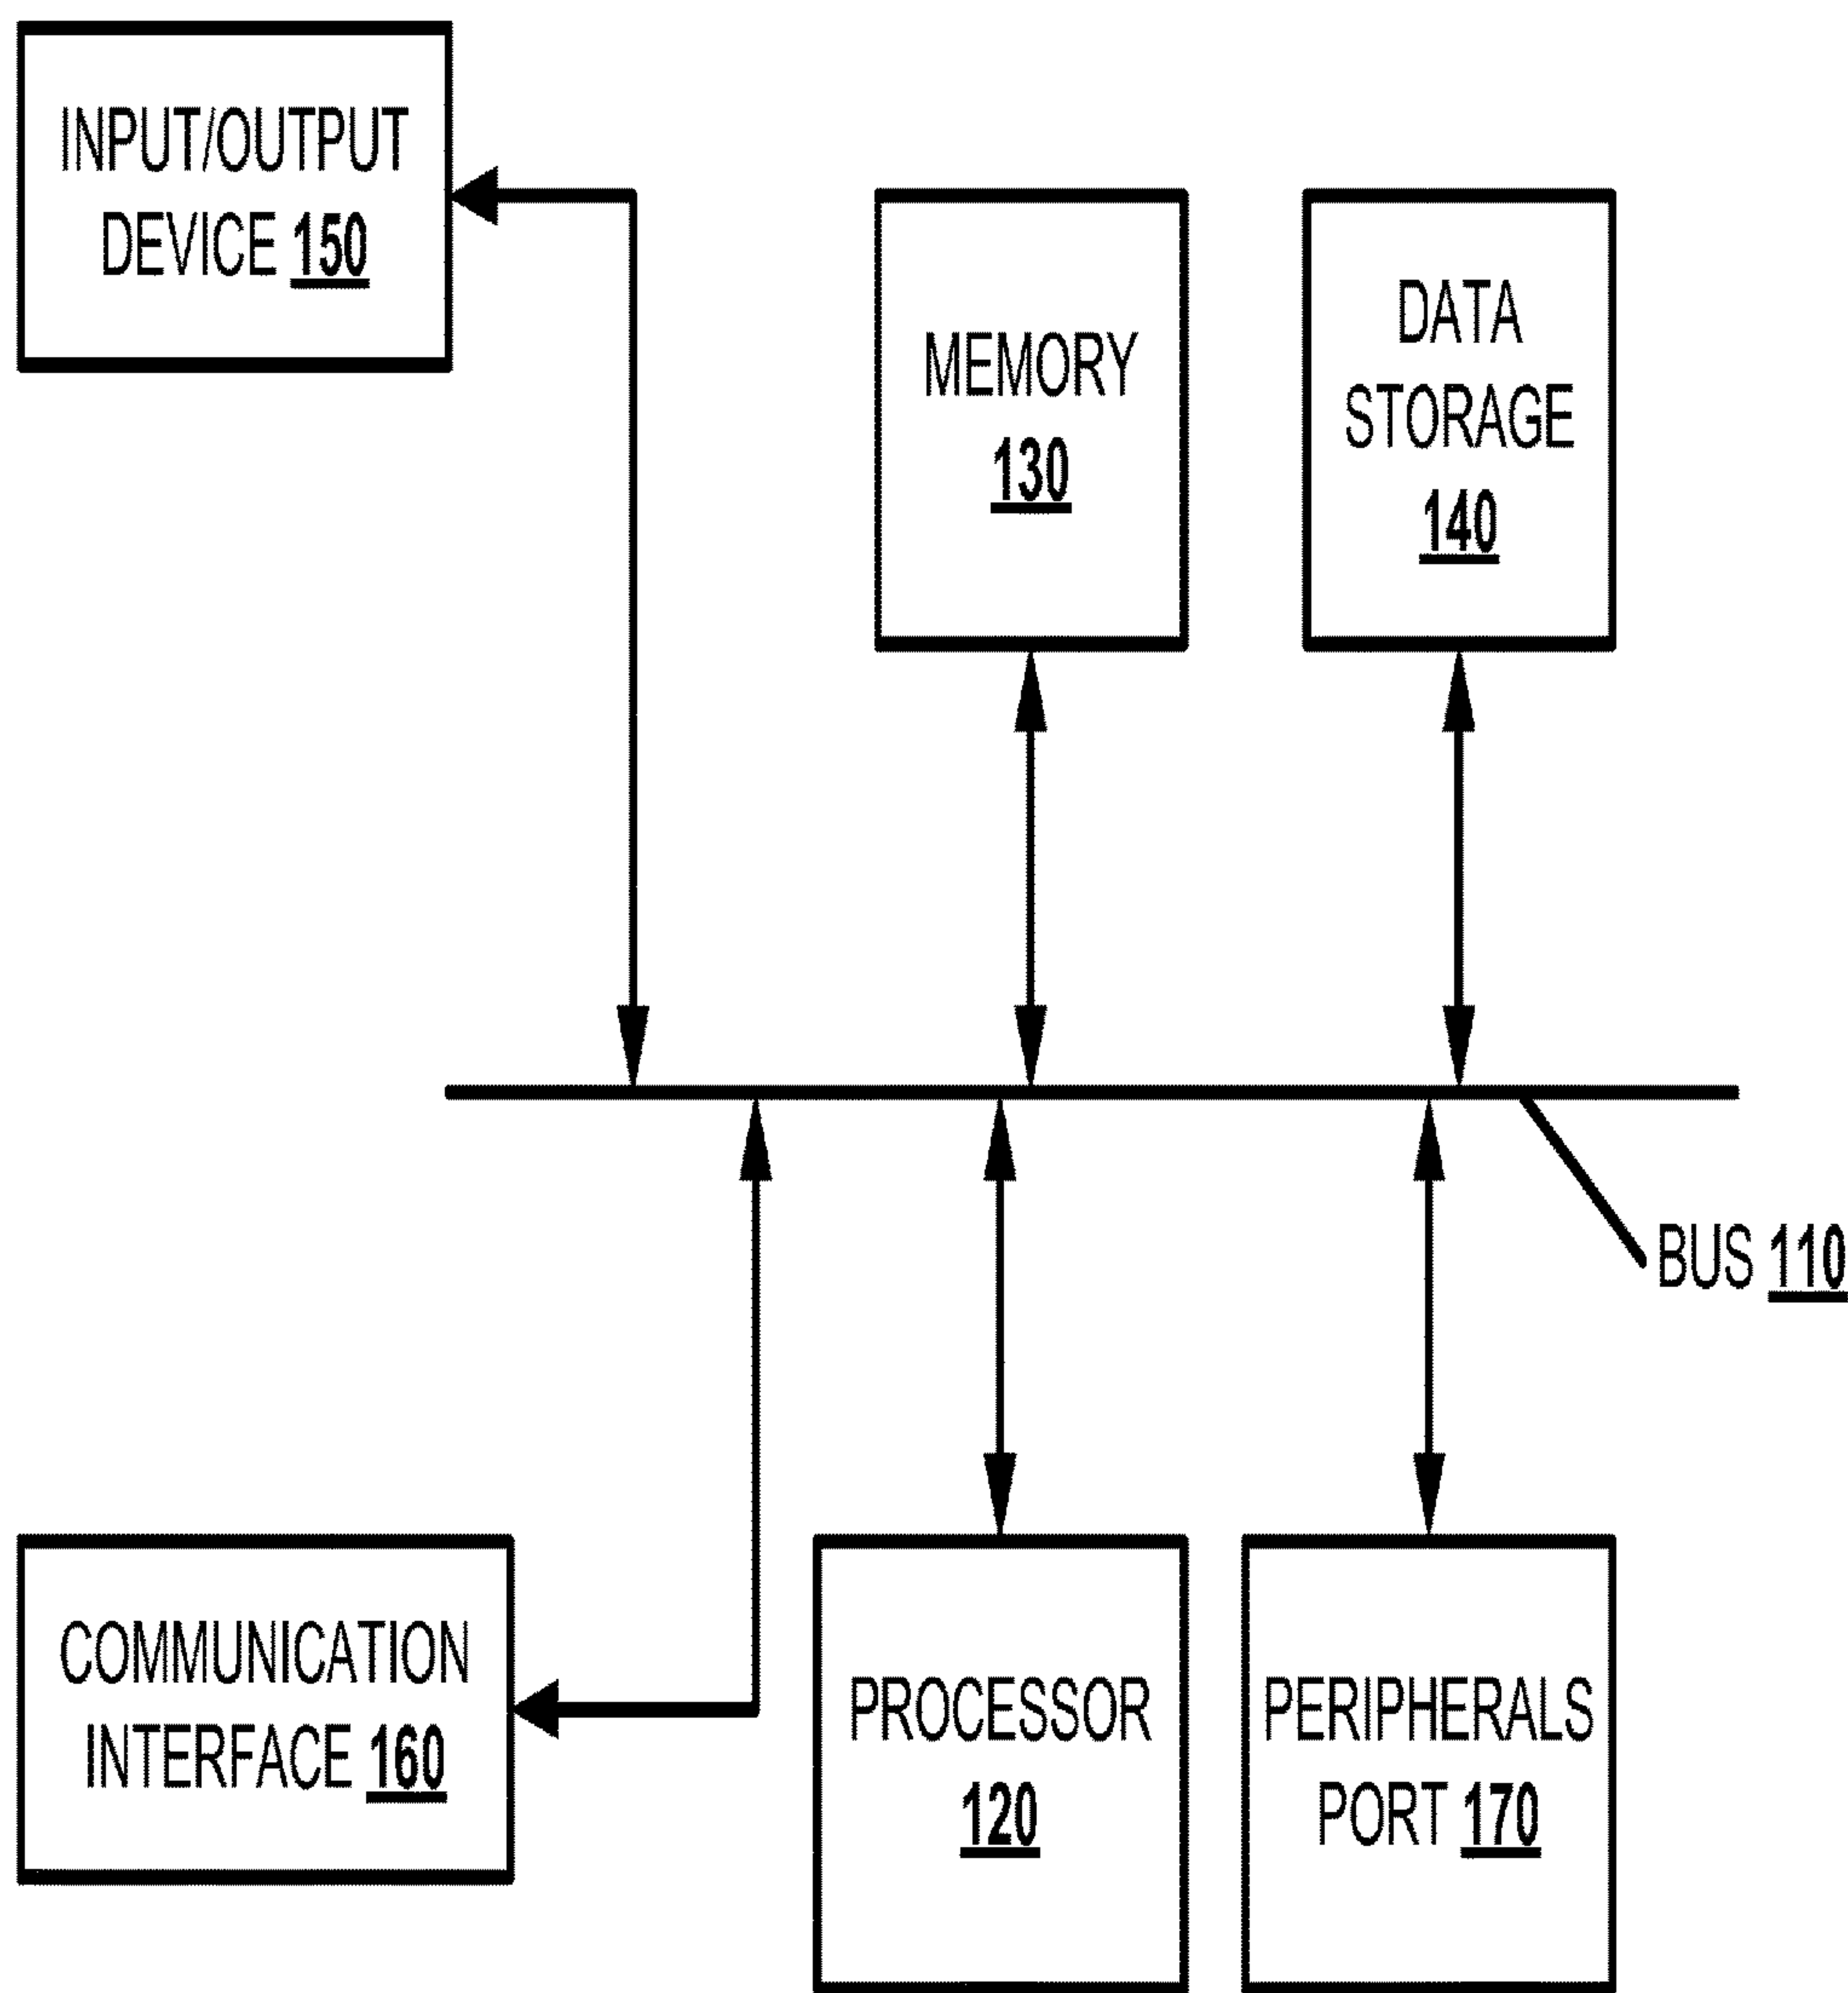 INPUT/OUTPUT
DEVICE 150
MEMORY
130
DATA
STORAGE
140
BUS 110
COMMUNICATION
INTERFACE 160
PROCESSOR
120
PERIPHERALS
PORT 170